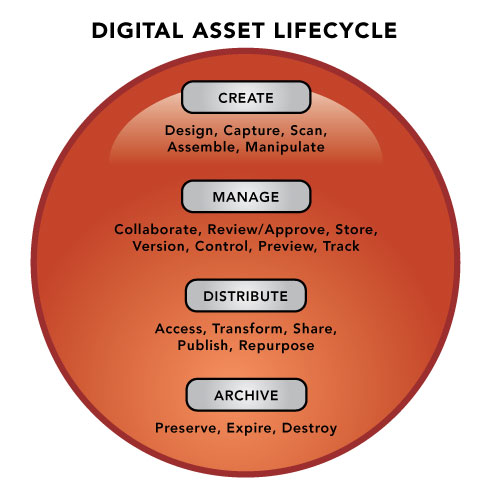 DIGITAL ASSET LIFECYCLE
CREATE
Design, Capture, Scan,
Assemble, Manipulate
MANAGE
Collaborate, Review/Approve, Store,
Version, Control, Preview, Track
DISTRIBUTE
Access, Transform, Share,
Publish, Repurpose
ARCHIVE
Preserve, Expire, Destroy